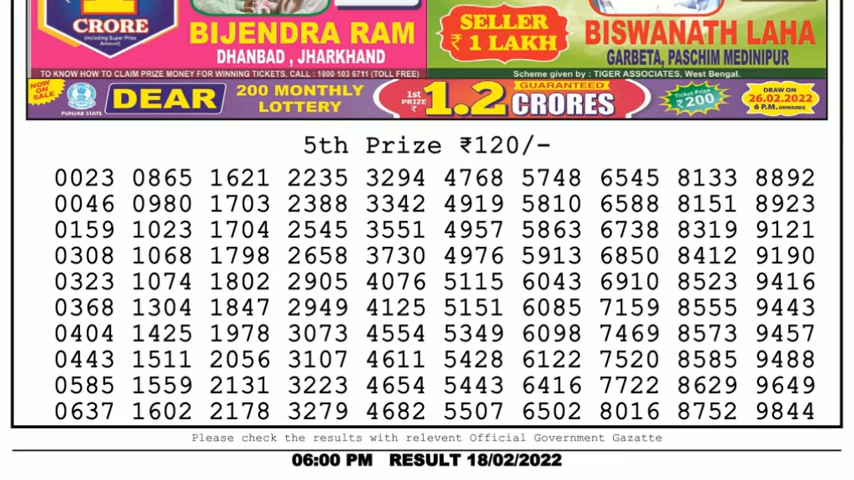 1
CRORE
(Including Super Prize Amount)
BIJENDRA RAM
DHANBAD , JHARKHAND
SELLER
₹ 1 LAKH
BISWANATH LAHA
GARBETA, PASCHIM MEDINIPUR
TO KNOW HOW TO CLAIM PRIZE MONEY FOR WINNING TICKETS, CALL : 1800 103 6711 (TOLL FREE)
Scheme given by : TIGER ASSOCIATES, West Bengal.
NOW ON SALE
PUNJAB STATE
DEAR
200 MONTHLY
LOTTERY
1st PRIZE ₹
1.2
GUARANTEED
CRORES
Ticket Prize
₹200
DRAW ON
26.02.2022
6 P.M. ONWARDS
5th Prize ₹120/-
0023 0865 1621 2235 3294 4768 5748 6545 8133 8892
0046 0980 1703 2388 3342 4919 5810 6588 8151 8923
0159 1023 1704 2545 3551 4957 5863 6738 8319 9121
0308 1068 1798 2658 3730 4976 5913 6850 8412 9190
0323 1074 1802 2905 4076 5115 6043 6910 8523 9416
0368 1304 1847 2949 4125 5151 6085 7159 8555 9443
0404 1425 1978 3073 4554 5349 6098 7469 8573 9457
0443 1511 2056 3107 4611 5428 6122 7520 8585 9488
0585 1559 2131 3223 4654 5443 6416 7722 8629 9649
0637 1602 2178 3279 4682 5507 6502 8016 8752 9844
Please check the results with relevent Official Government Gazatte
06:00 PM RESULT 18/02/2022